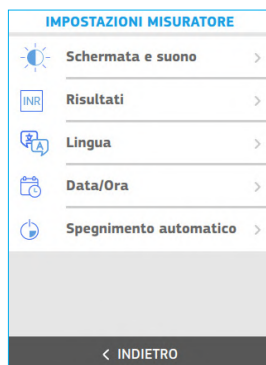 IMPOSTAZIONI MISURATORE
Schermata e suono
INR Risultati
A Lingua
Data/Ora
Spegnimento automatico
< INDIETRO